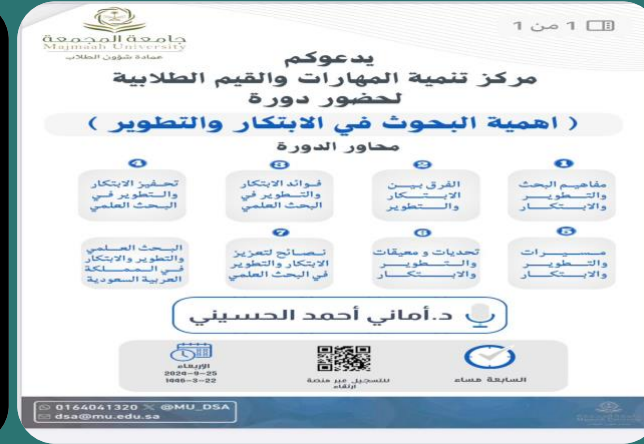 1 من 1
جامعة المجمعة
Majmaah University
عمادة شؤون الطلاب
يدعوكم
مركز تنمية المهارات والقيم الطلابية
لحضور دورة
( اهمية البحوث في الابتكار والتطوير )
محاور الدورة
1
مفاهيم البحث
والتطوير
والابتكار
2
الفرق بين
الابتكار
والتطوير
3
فوائد الابتكار
والتطوير في
البحث العلمي
4
تحفيز الابتكار
والتطوير في
البحث العلمي
5
مسيرات
والتطوير
والابتكار
6
تحديات و معيقات
والتطوير
والابتكار
7
نصائح لتعزيز
الابتكار والتطوير
في البحث العلمي
البحث العلمي
والتطوير والابتكار
في المملكة
العربية السعودية
د.أماني أحمد الحسيني
السابعة مساء
للتسجيل عبر منصة
ارتقاء
الاربعاء
2024-9-25
1446-3-22
0164041320 @MU_DSA
dsa@mu.edu.sa